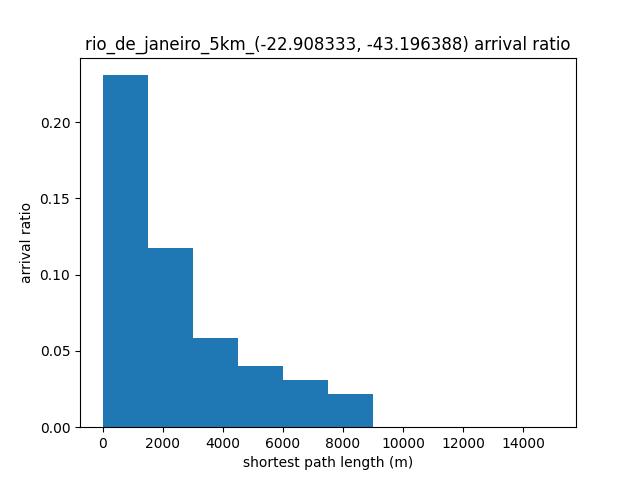 rio_de_janeiro_5km_(-22.908333, -43.196388) arrival ratio
0.20
0.15
0.10
0.05
0.00
arrival ratio
0 2000 4000 6000 8000 10000 12000 14000
shortest path length (m)